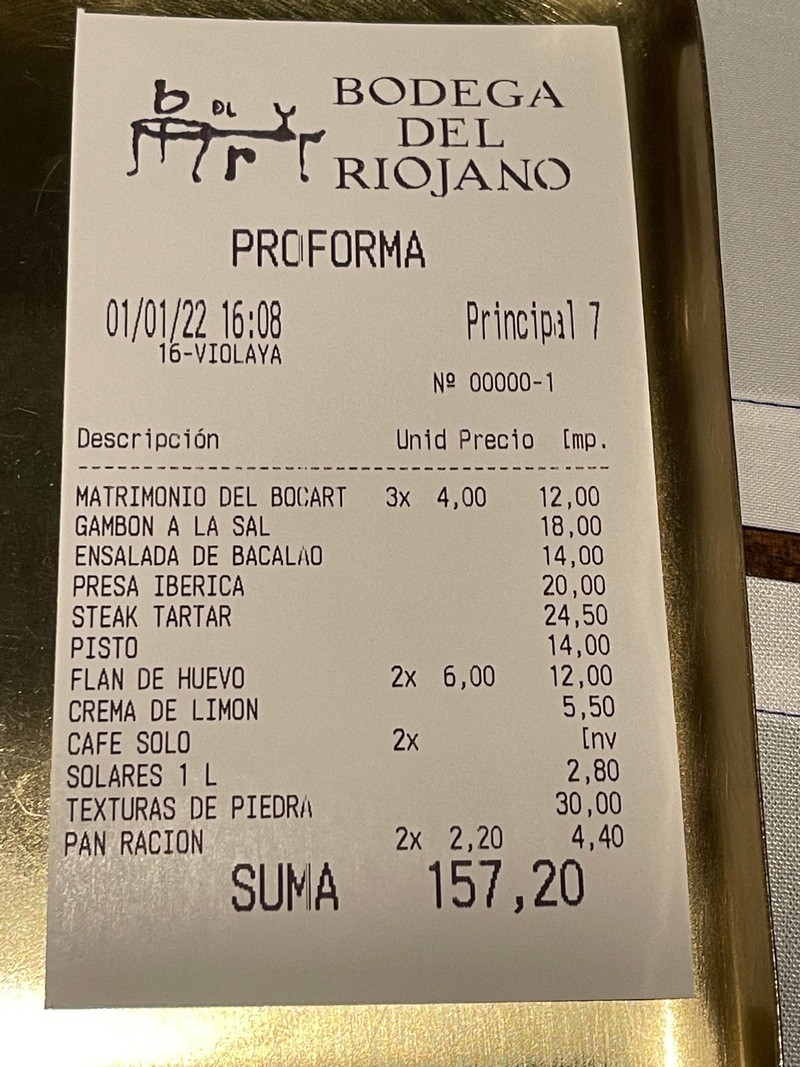 b DL Y r r
BODEGA
DEL
RIOJANO
PROFORMA
01/01/22 16:08 Principal 7
16-VIOLAYA
Nº 00000-1
Descripción Unid Precio Imp.
MATRIMONIO DEL BOCART 3x 4,00 12,00
GAMBON A LA SAL 18,00
ENSALADA DE BACALAO 14,00
PRESA IBERICA 20,00
STEAK TARTAR 24,50
PISTO 14,00
FLAN DE HUEVO 2x 6,00 12,00
CREMA DE LIMON 5,50
CAFE SOLO 2x Inv
SOLARES 1 L 2,80
TEXTURAS DE PIEDRA 30,00
PAN RACION 2x 2,20 4,40
SUMA 157,20